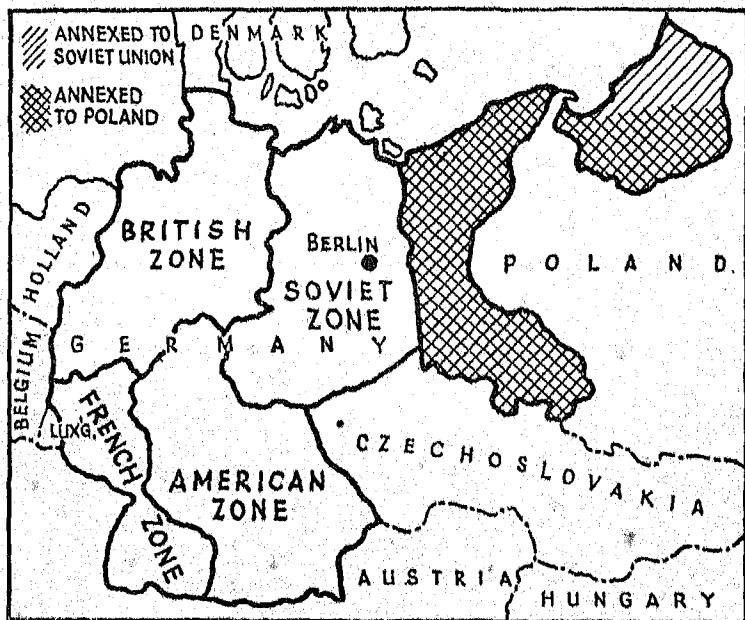 ANNEXED TO
SOVIET UNION
ANNEXED
TO POLAND
DENMARK
BELGIUM
HOLLAND
BRITISH
ZONE
BERLIN
SOVIET
ZONE
POLAND
GERMANY
LUXG.
FRENCH
ZONE
AMERICAN
ZONE
CZECHOSLOVAKIA
AUSTRIA
HUNGARY